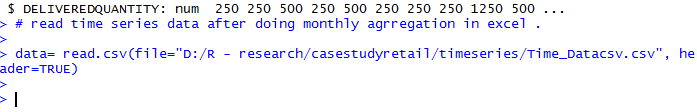 $ DELIVEREDQUANTITY: num  250 250 500 250 500 250 250 250 1250 500 ...
> # read time series data after doing monthly agrregation in excel .
>
> data= read.csv(file="D:/R - research/casestudyretail/timeseries/Time_Datacsv.csv", he
ader=TRUE)
>
>